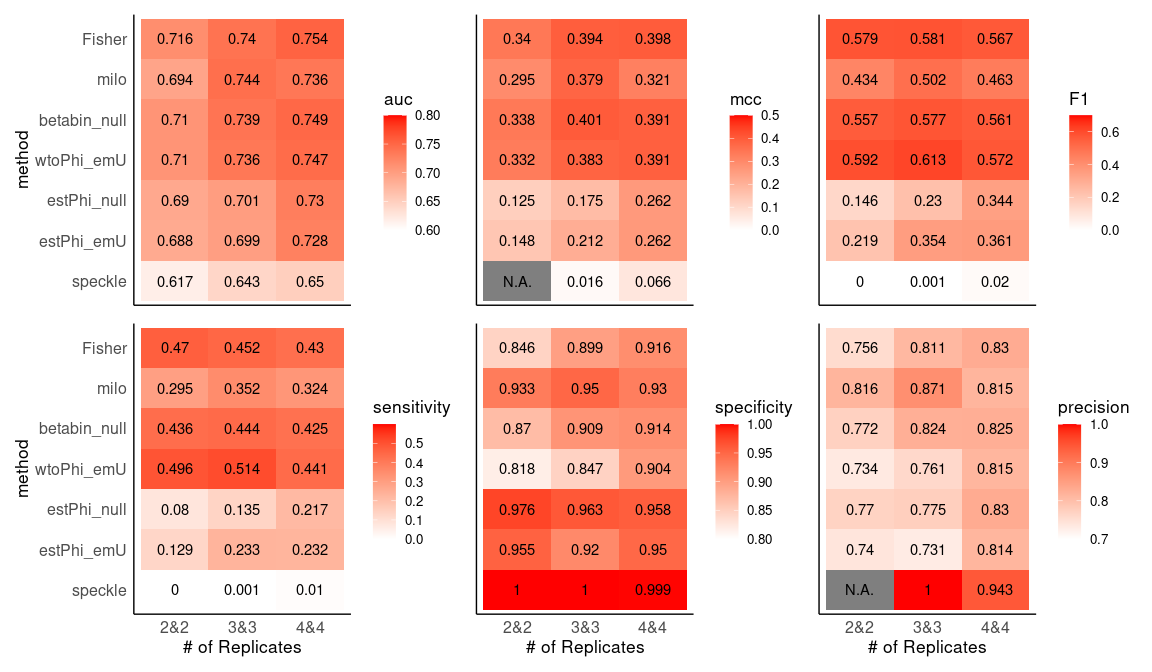 Fisher 0.716 0.74 0.754
milo 0.694 0.744 0.736
betabin_null 0.71 0.739 0.749
wtoPhi_emU 0.71 0.736 0.747
estPhi_null 0.69 0.701 0.73
estPhi_emU 0.688 0.699 0.728
speckle 0.617 0.643 0.65
method
auc
0.80
0.75
0.70
0.65
0.60
0.34 0.394 0.398
0.295 0.379 0.321
0.338 0.401 0.391
0.332 0.383 0.391
0.125 0.175 0.262
0.148 0.212 0.262
N.A. 0.016 0.066
mcc
0.5
0.4
0.3
0.2
0.1
0.0
0.579 0.581 0.567
0.434 0.502 0.463
0.557 0.577 0.561
0.592 0.613 0.572
0.146 0.23 0.344
0.219 0.354 0.361
0 0.001 0.02
F1
0.6
0.4
0.2
0.0
Fisher 0.47 0.452 0.43
milo 0.295 0.352 0.324
betabin_null 0.436 0.444 0.425
wtoPhi_emU 0.496 0.514 0.441
estPhi_null 0.08 0.135 0.217
estPhi_emU 0.129 0.233 0.232
speckle 0 0.001 0.01
method
2&2 3&3 4&4
# of Replicates
sensitivity
0.5
0.4
0.3
0.2
0.1
0.0
0.846 0.899 0.916
0.933 0.95 0.93
0.87 0.909 0.914
0.818 0.847 0.904
0.976 0.963 0.958
0.955 0.92 0.95
1 1 0.999
2&2 3&3 4&4
# of Replicates
specificity
1.00
0.95
0.90
0.85
0.80
0.756 0.811 0.83
0.816 0.871 0.815
0.772 0.824 0.825
0.734 0.761 0.815
0.77 0.775 0.83
0.74 0.731 0.814
N.A. 1 0.943
2&2 3&3 4&4
# of Replicates
precision
1.0
0.9
0.8
0.7